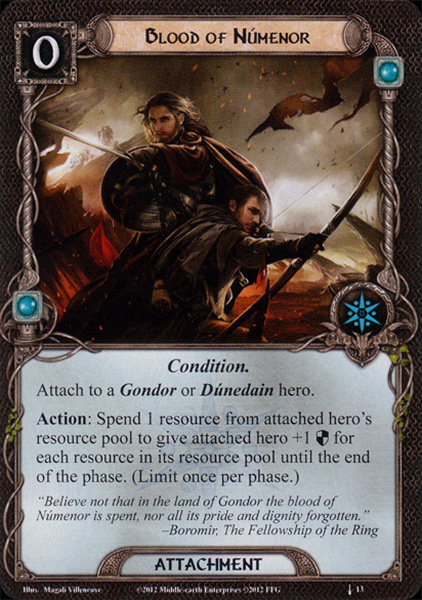 0
BLOOD OF NÚMENOR
Condition.
Attach to a Gondor or Dúnedain hero.
Action: Spend 1 resource from attached hero's
resource pool to give attached hero +1 for
each resource in its resource pool until the end
of the phase. (Limit once per phase.)
“Believe not that in the land of Gondor the blood of
Númenor is spent, nor all its pride and dignity forgotten.”
–Boromir, The Fellowship of the Ring
ATTACHMENT
Illus. Magali Villeneuve ©2012 Middle-earth Enterprises ©2012 FFG 13